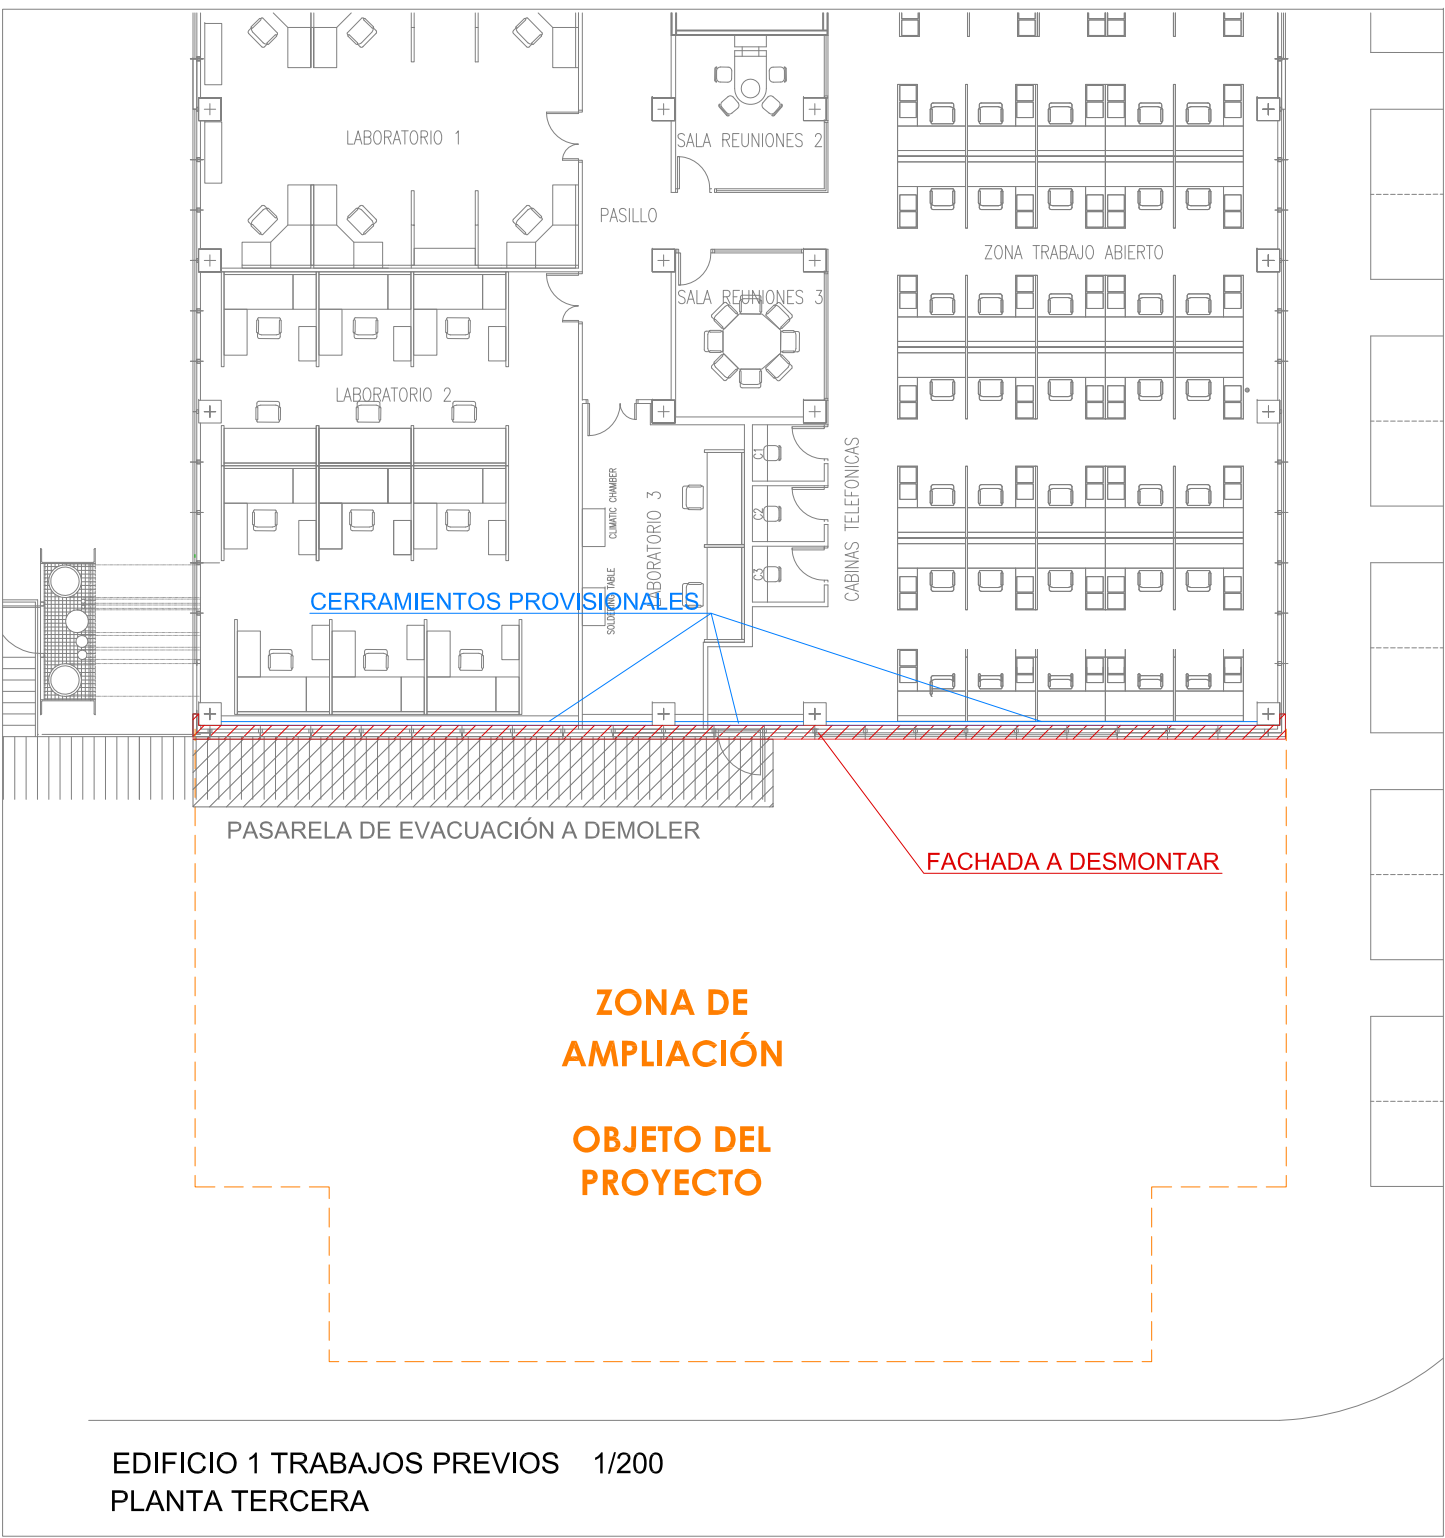 LABORATORIO 1
SALA REUNIONES 2
PASILLO
ZONA TRABAJO ABIERTO
SALA REUNIONES 3
LABORATORIO 2
C1
C2
C3
CABINAS TELEFONICAS
CLIMATIC CHAMBER
LABORATORIO 3
SOLDERING TABLE
CERRAMIENTOS PROVISIONALES
PASARELA DE EVACUACIÓN A DEMOLER
FACHADA A DESMONTAR
ZONA DE
AMPLIACIÓN
OBJETO DEL
PROYECTO
EDIFICIO 1 TRABAJOS PREVIOS 1/200
PLANTA TERCERA